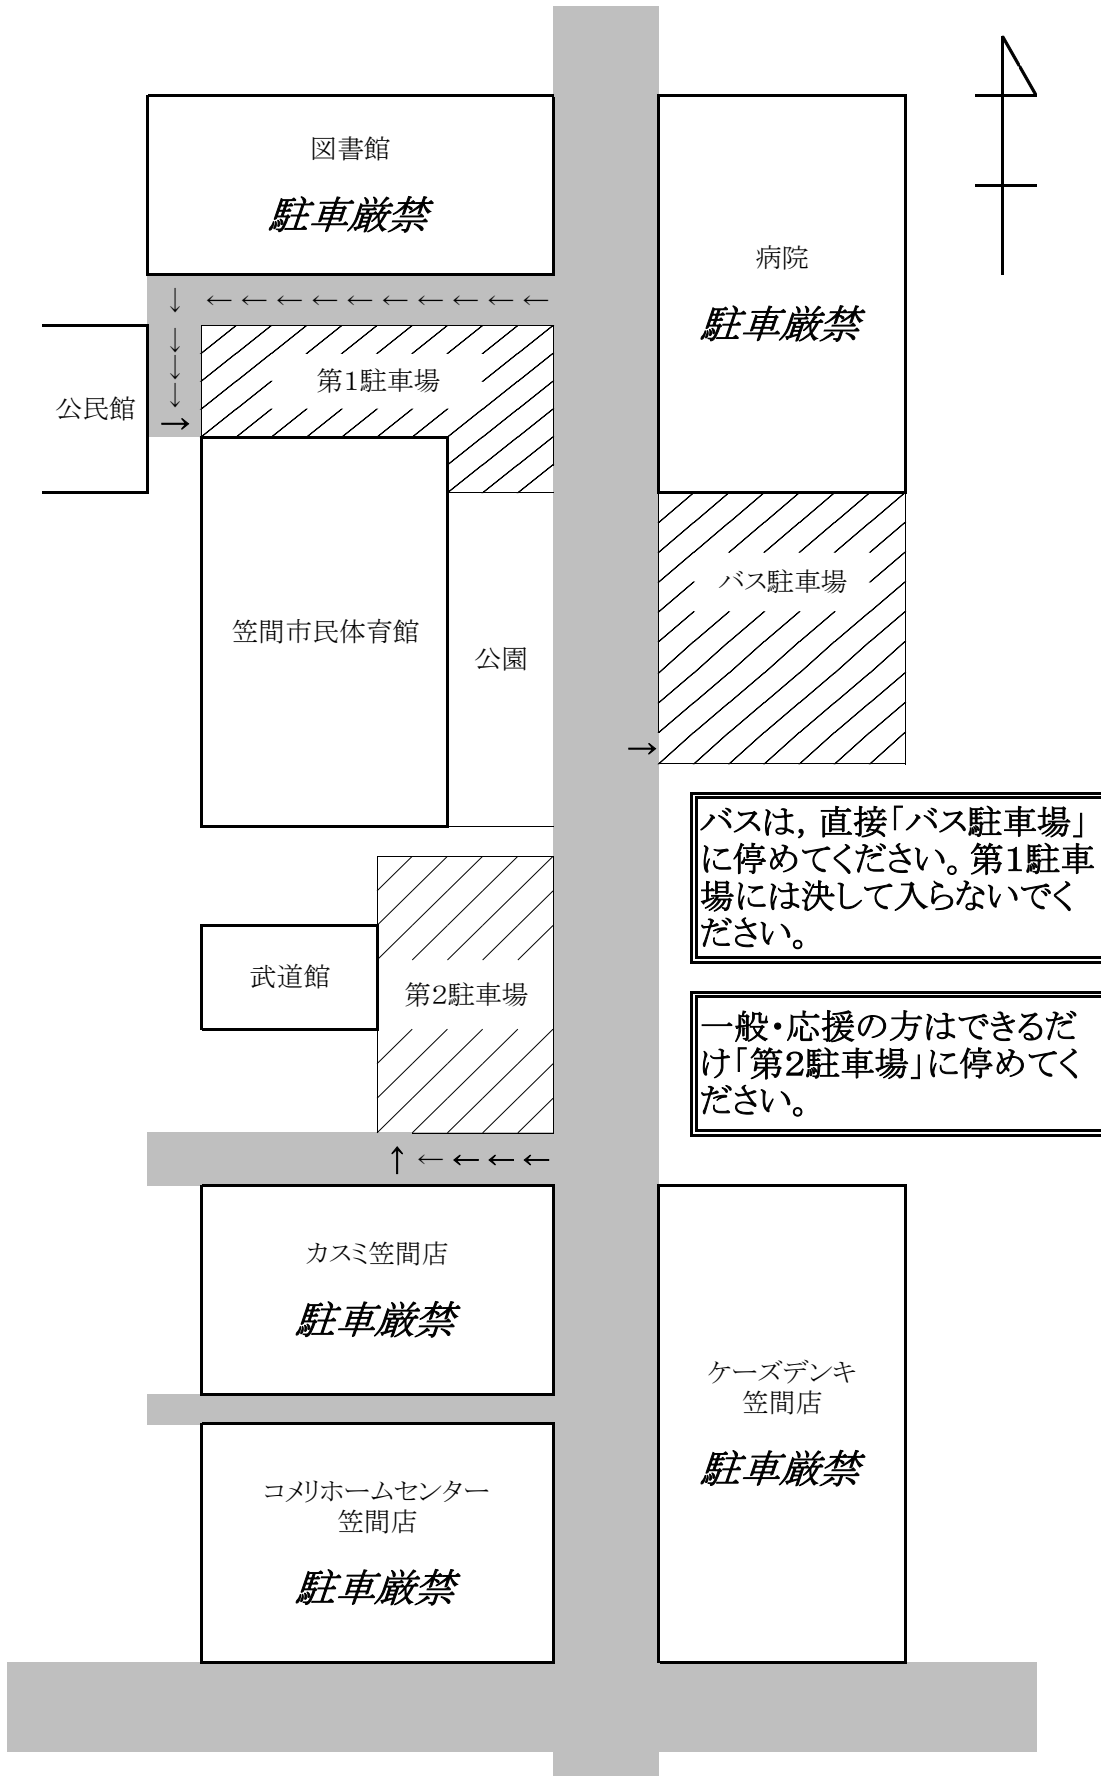 図書館
駐車厳禁
病院
駐車厳禁
↓ ← ← ← ← ← ← ← ← ← ←
↓
↓
↓
→
第1駐車場
公民館
バス駐車場
笠間市民体育館
公園
→
バスは，直接「バス駐車場」
に停めてください。第1駐車
場には決して入らないでく
ださい。
武道館
第2駐車場
一般・応援の方はできるだ
け「第2駐車場」に停めてく
ださい。
↑ ← ← ← ←
カスミ笠間店
駐車厳禁
ケーズデンキ
笠間店
駐車厳禁
コメリホームセンター
笠間店
駐車厳禁